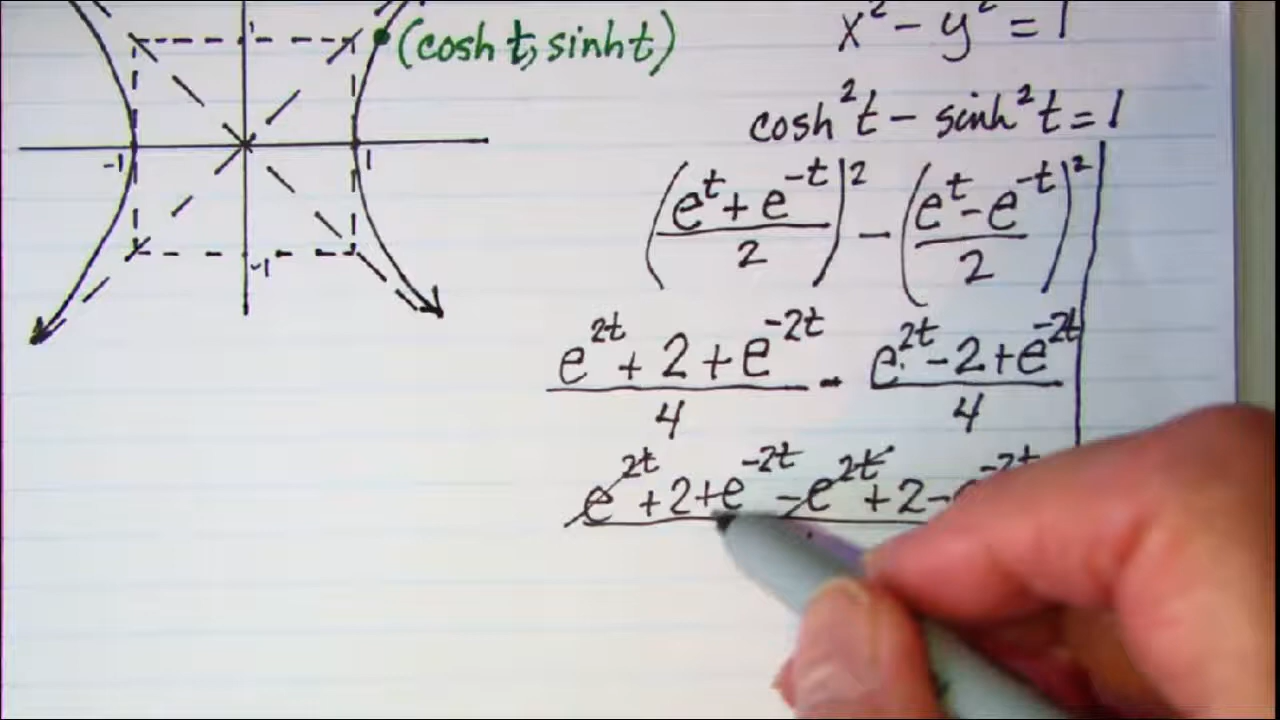 (cosh t, sinh t)
x² - y² = 1
cosh²t - sinh²t = 1
-1 1
-1
(e^t + e^-t / 2)² - (e^t - e^-t / 2)²
e^2t + 2 + e^-2t / 4 - e^2t - 2 + e^-2t / 4
e^2t + 2 + e^-2t - e^2t + 2 - e^-2t